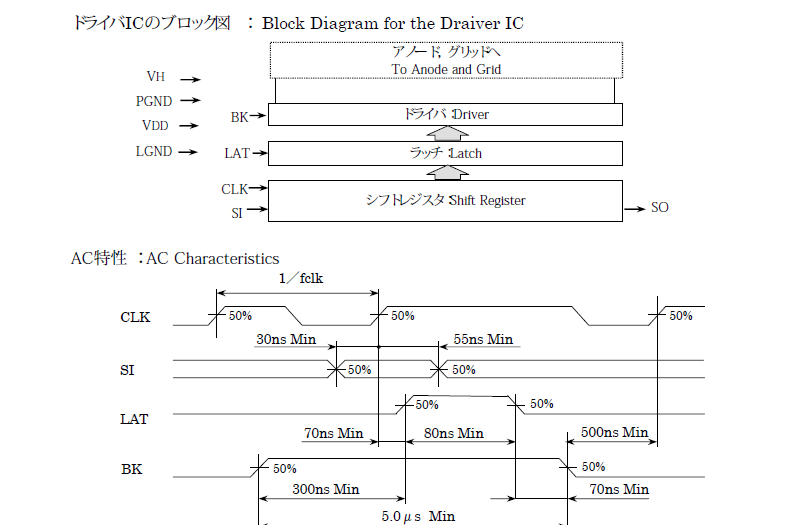 ドライバICのブロック図 : Block Diagram for the Draiver IC
アノード,グリッドへ
To Anode and Grid
VH
PGND
VDD
LGND
BK
ドライバ:Driver
LAT
ラッチ:Latch
CLK
SI
シフトレジスタ:Shift Register
SO
AC特性 :AC Characteristics
1/fclk
CLK
50%
50%
50%
30ns Min
55ns Min
SI
50%
50%
LAT
50%
50%
70ns Min
80ns Min
500ns Min
BK
50%
50%
300ns Min
70ns Min
5.0μs Min